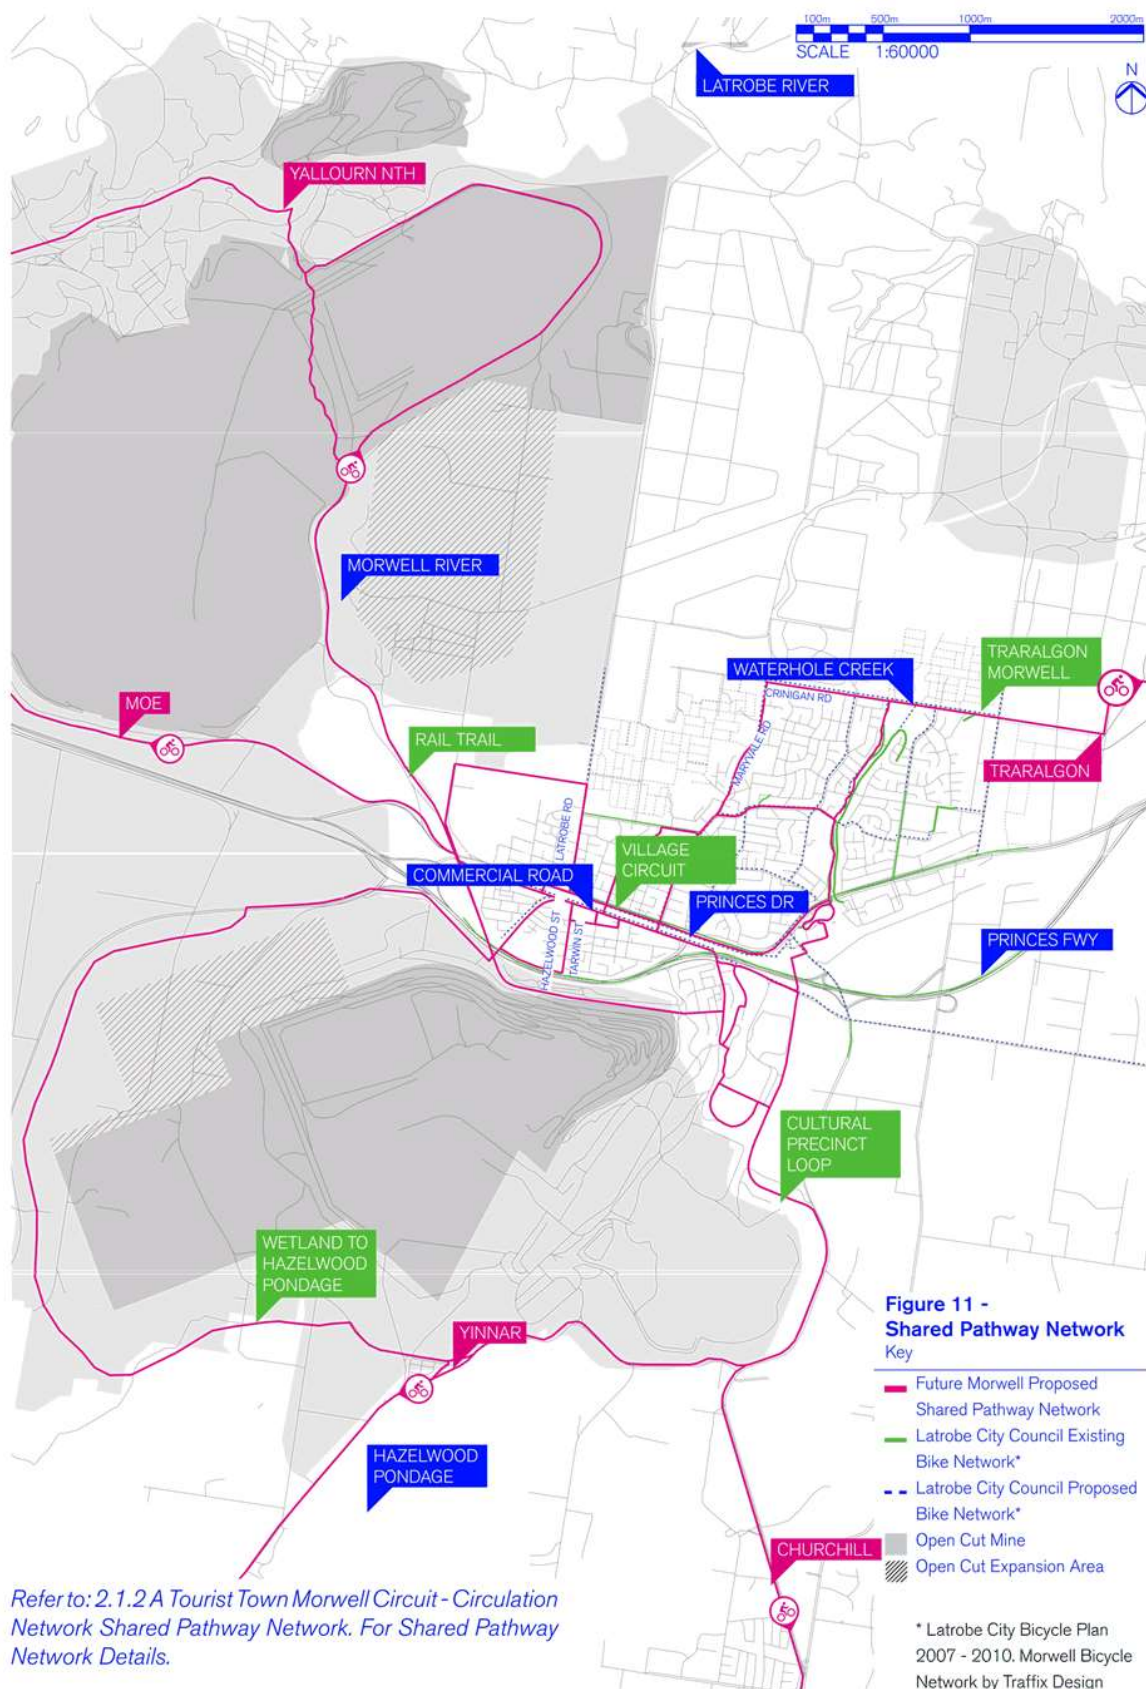 100m 500m 1000m 2000m
SCALE 1:60000
LATROBE RIVER
N
YALLOURN NTH
MORWELL RIVER
TRARALGON
MORWELL
WATERHOLE CREEK
CRINIGAN RD
MOE
MARYVALE RD
RAIL TRAIL
TRARALGON
LATROBE RD
VILLAGE
CIRCUIT
COMMERCIAL ROAD
PRINCES DR
HAZELWOOD ST
TARWIN ST
PRINCES FWY
CULTURAL
PRECINCT
LOOP
WETLAND TO
HAZELWOOD
PONDAGE
YINNAR
HAZELWOOD
PONDAGE
CHURCHILL
Figure 11 -
Shared Pathway Network
Key
Future Morwell Proposed
Shared Pathway Network
Latrobe City Council Existing
Bike Network*
Latrobe City Council Proposed
Bike Network*
Open Cut Mine
Open Cut Expansion Area
Refer to: 2.1.2 A Tourist Town Morwell Circuit - Circulation
Network Shared Pathway Network. For Shared Pathway
Network Details.
* Latrobe City Bicycle Plan
2007 - 2010. Morwell Bicycle
Network by Traffix Design